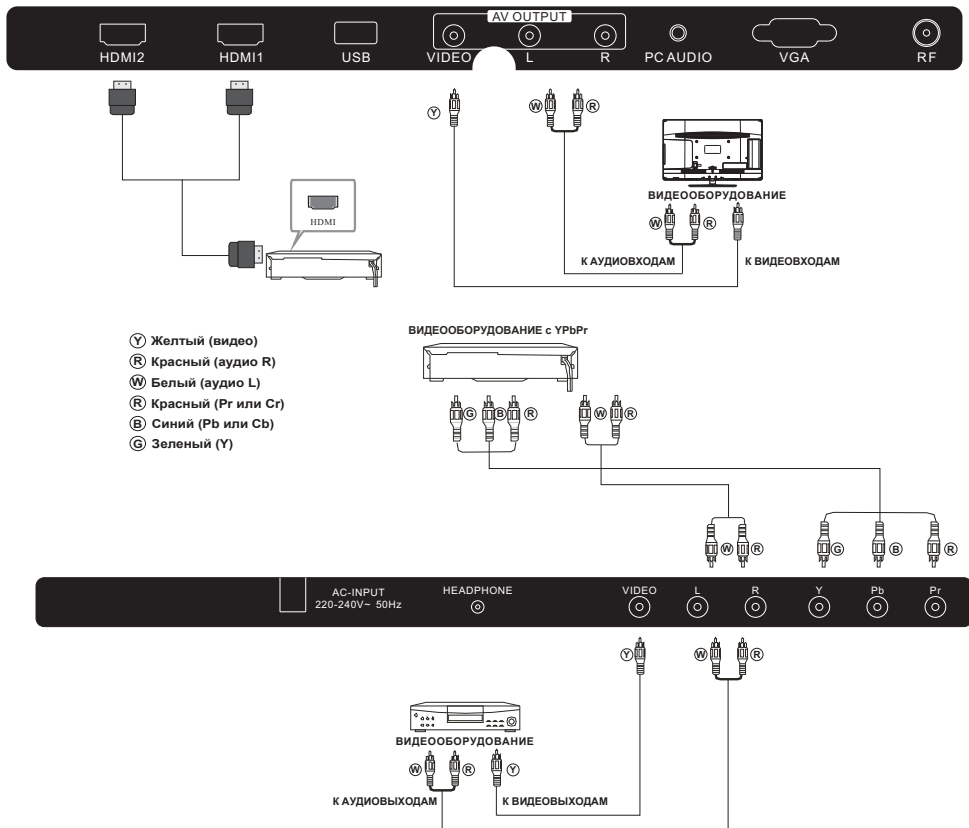 AV OUTPUT
HDMI2 HDMI1 USB VIDEO L R PC AUDIO VGA RF
Y W R
ВИДЕООБОРУДОВАНИЕ
HDMI
W R
К АУДИОВХОДАМ К ВИДЕОВХОДАМ
ВИДЕООБОРУДОВАНИЕ с YPbPr
Y Желтый (видео)
R Красный (аудио R)
W Белый (аудио L)
R Красный (Pr или Cr)
B Синий (Pb или Cb)
G Зеленый (Y)
G B R W R
W R G B R
AC-INPUT
220-240V~ 50Hz
HEADPHONE
VIDEO L R Y Pb Pr
Y W R
ВИДЕООБОРУДОВАНИЕ
W R Y
К АУДИОВЫХОДАМ К ВИДЕОВЫХОДАМ